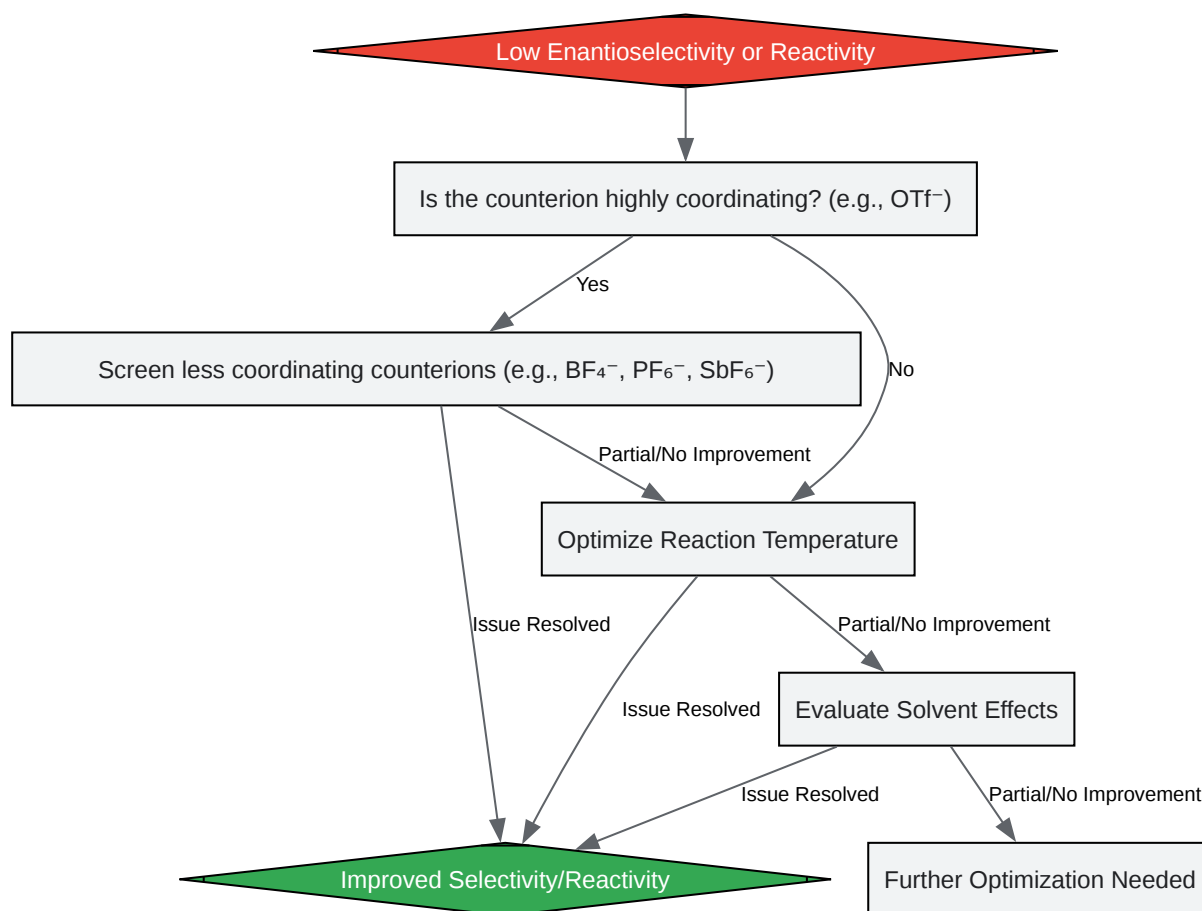 Low Enantioselectivity or Reactivity
Is the counterion highly coordinating? (e.g., OTf⁻)
Yes
Screen less coordinating counterions (e.g., BF₄⁻, PF₆⁻, SbF₆⁻)
No
Partial/No Improvement
Optimize Reaction Temperature
Issue Resolved
Partial/No Improvement
Evaluate Solvent Effects
Issue Resolved
Issue Resolved
Partial/No Improvement
Improved Selectivity/Reactivity
Further Optimization Needed